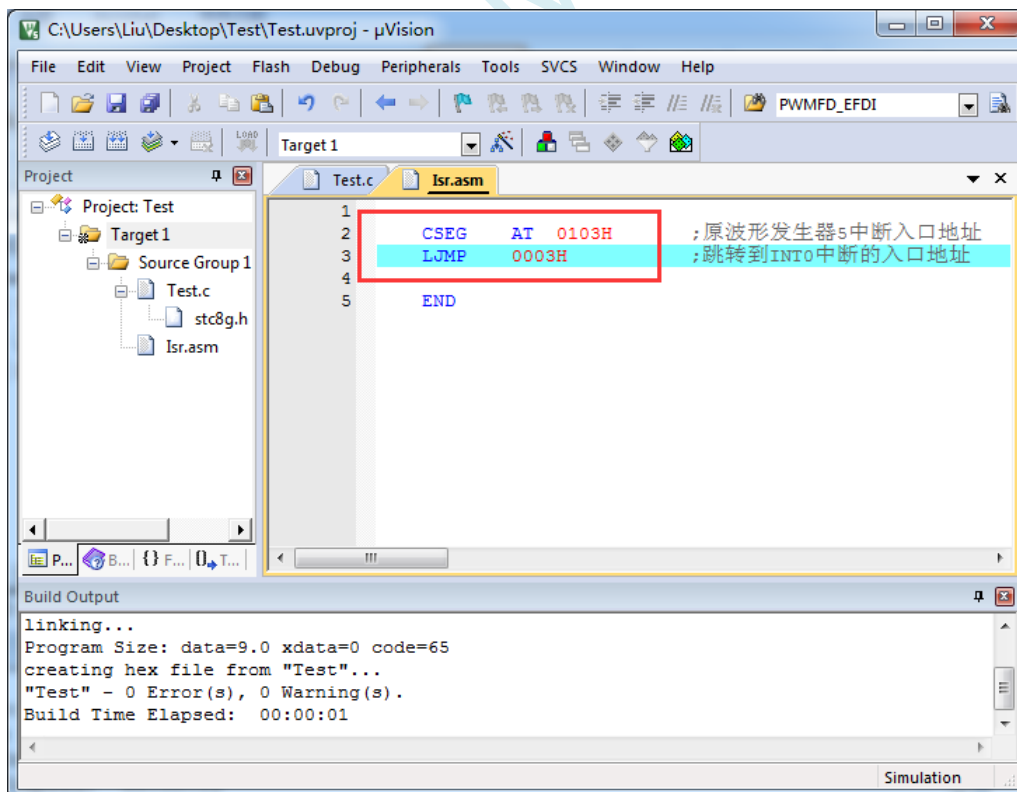 C:\Users\Liu\Desktop\Test\Test.uvproj - µVision
File Edit View Project Flash Debug Peripherals Tools SVCS Window Help
PWMFD_EFDI
LOAD
Target 1
Project
Test.c Isr.asm
Project: Test
Target 1
Source Group 1
Test.c
stc8g.h
Isr.asm
1
2 CSEG AT 0103H ;原波形发生器5中断入口地址
3 LJMP 0003H ;跳转到INT0中断的入口地址
4
5 END
P... B... {} F... 0 T...
Build Output
linking...
Program Size: data=9.0 xdata=0 code=65
creating hex file from "Test"...
"Test" - 0 Error(s), 0 Warning(s).
Build Time Elapsed: 00:00:01
Simulation